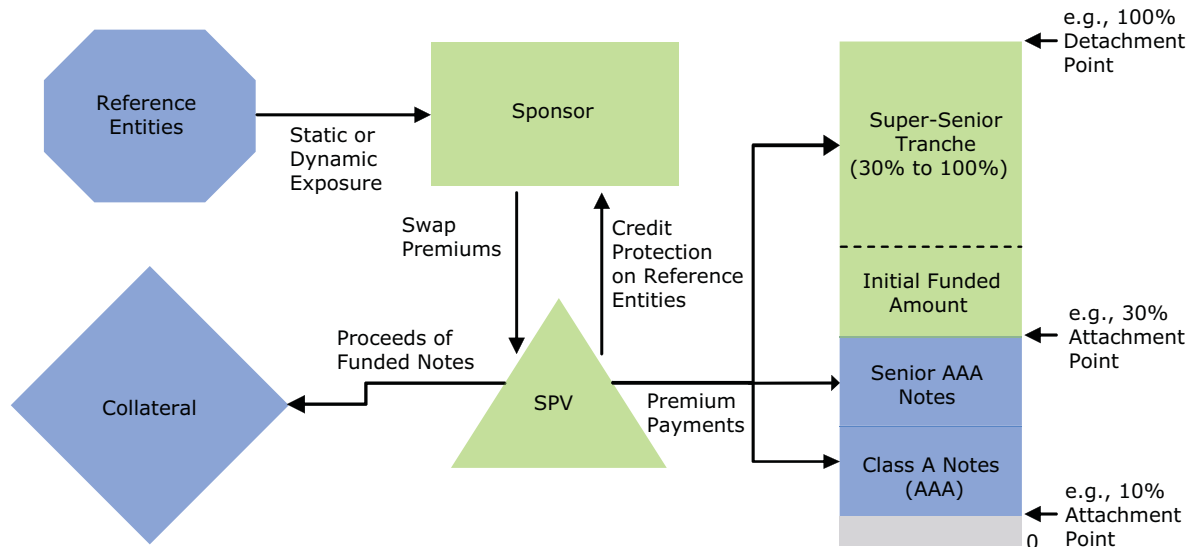 Reference
Entities
Static or
Dynamic
Exposure
Sponsor
Swap
Premiums
Credit
Protection
on Reference
Entities
Collateral
Proceeds of
Funded Notes
SPV
Premium
Payments
Super-Senior
Tranche
(30% to 100%)
Initial Funded
Amount
Senior AAA
Notes
Class A Notes
(AAA)
e.g., 100%
Detachment
Point
e.g., 30%
Attachment
Point
e.g., 10%
Attachment
Point
0